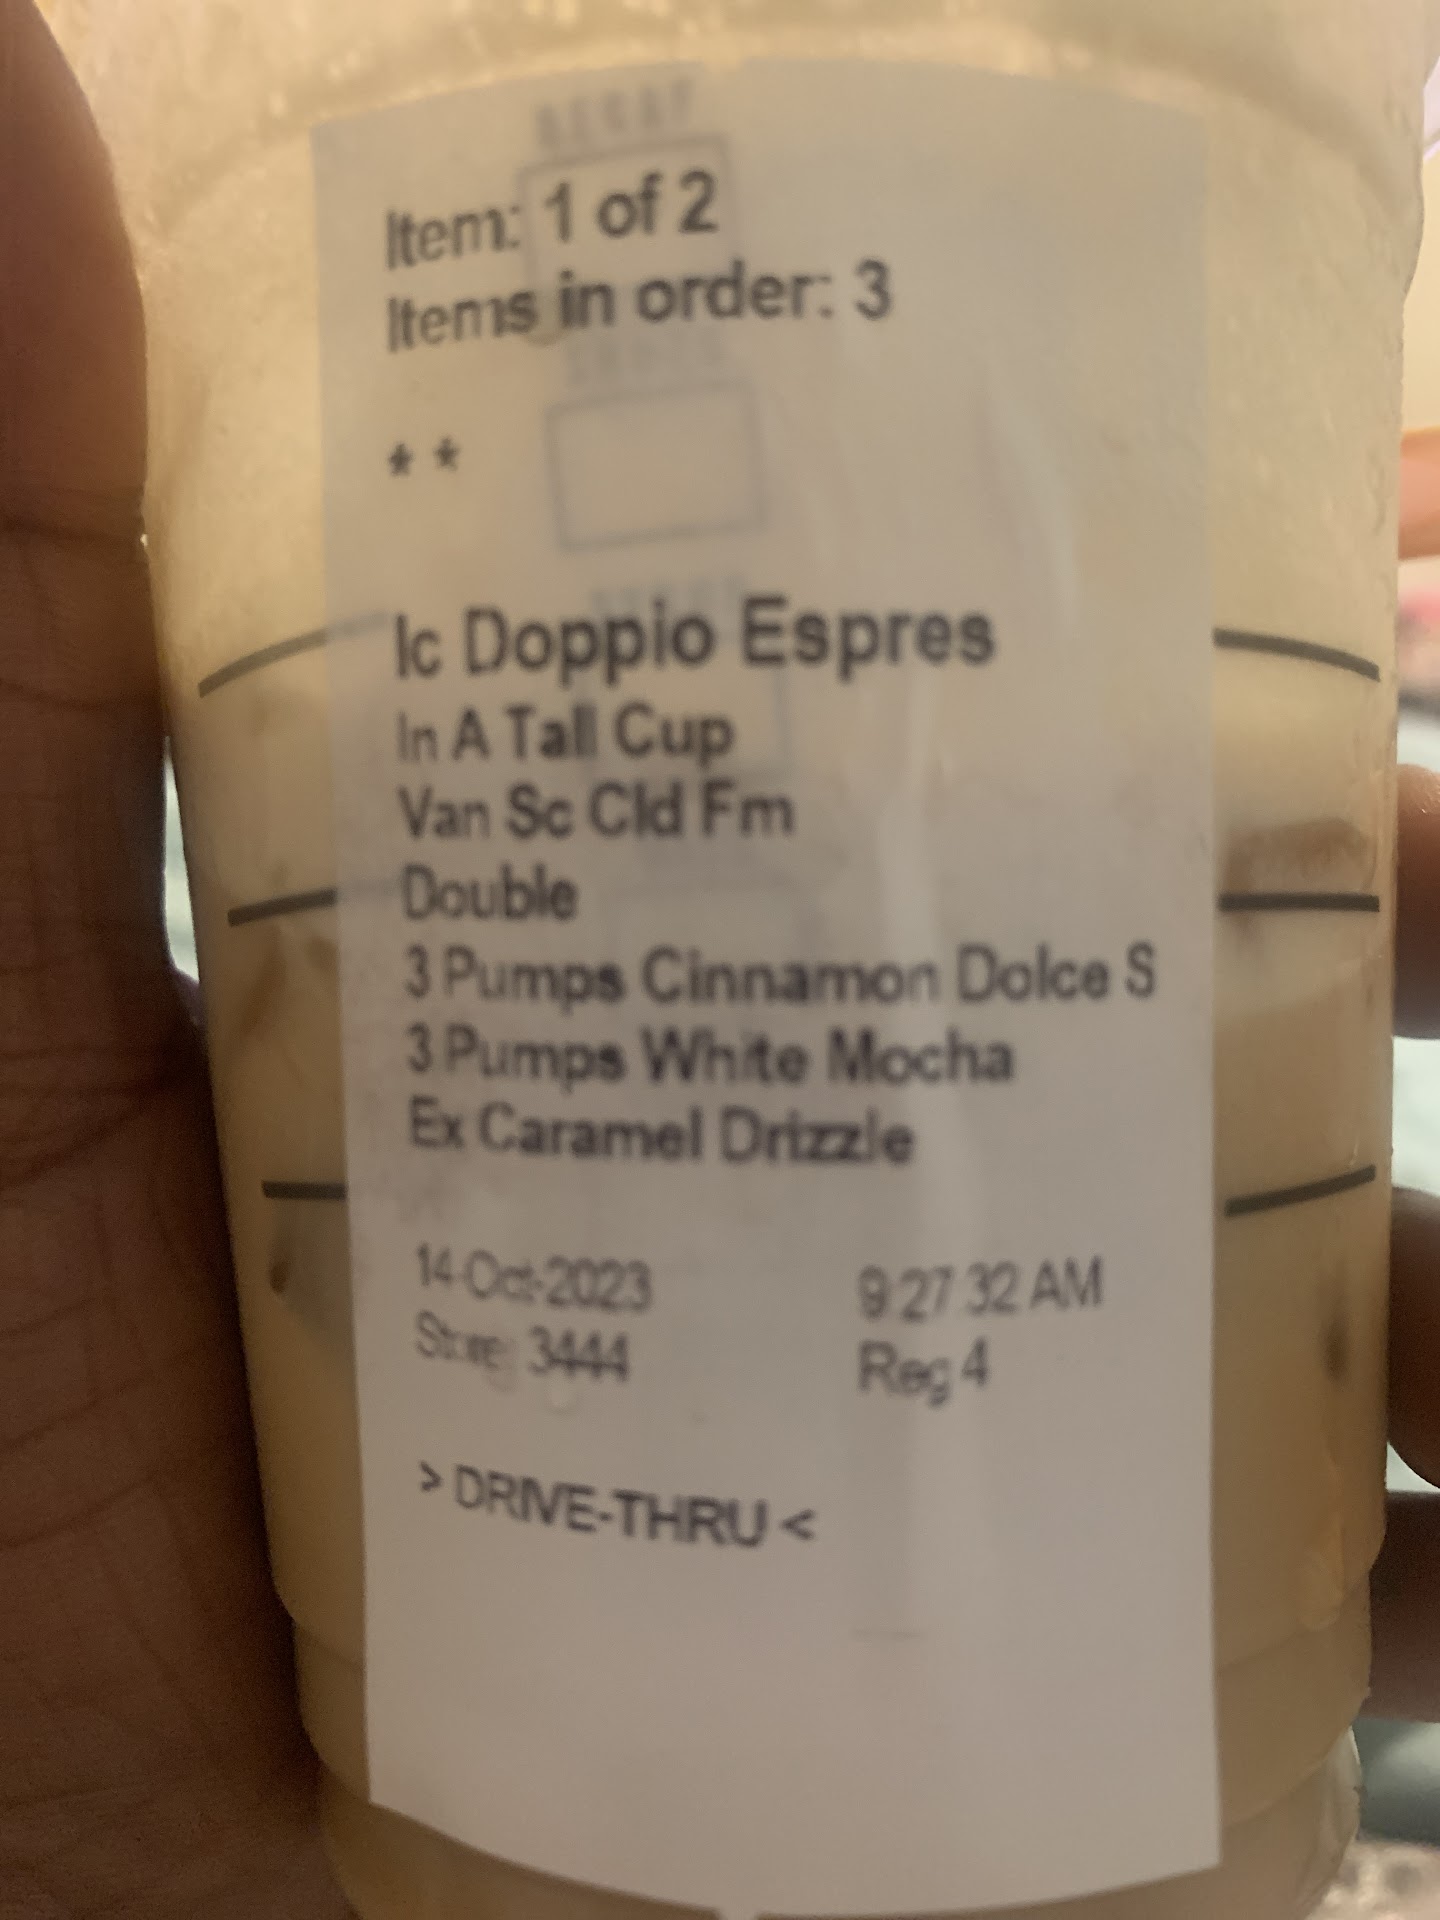 Item: 1 of 2
Items in order: 3
* *
Ic Doppio Espres
In A Tall Cup
Van Sc Cld Fm
Double
3 Pumps Cinnamon Dolce S
3 Pumps White Mocha
Ex Caramel Drizzle
14-Oct-2023 9:27:32 AM
Store: 3444 Reg 4
> DRIVE-THRU <